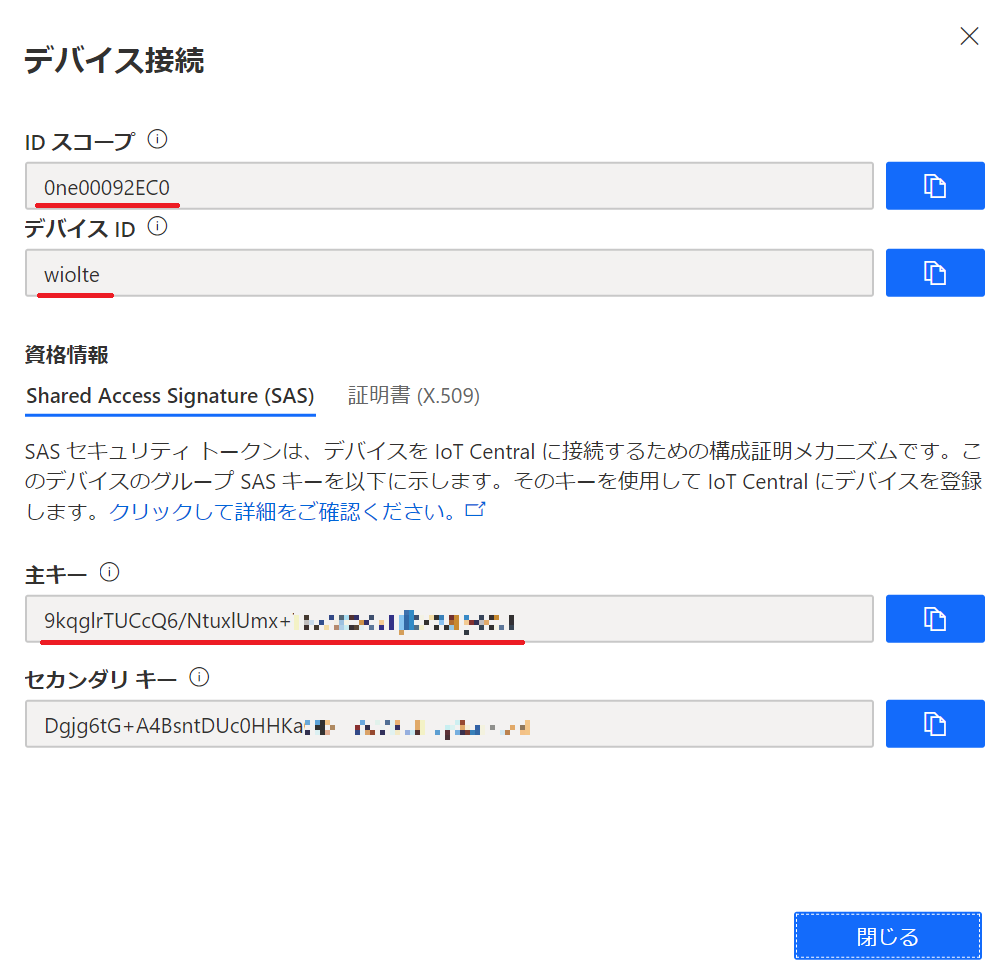 デバイス接続
ID スコープ
0ne00092EC0
デバイス ID
wiolte
資格情報
Shared Access Signature (SAS) 証明書 (X.509)
SAS セキュリティ トークンは、デバイスを IoT Central に接続するための構成証明メカニズムです。こ
のデバイスのグループ SAS キーを以下に示します。そのキーを使用して IoT Central にデバイスを登録
します。クリックして詳細をご確認ください。
主キー
9kqglrTUCcQ6/NtuxlUmx+
セカンダリ キー
Dgjg6tG+A4BsntDUc0HHKa
閉じる